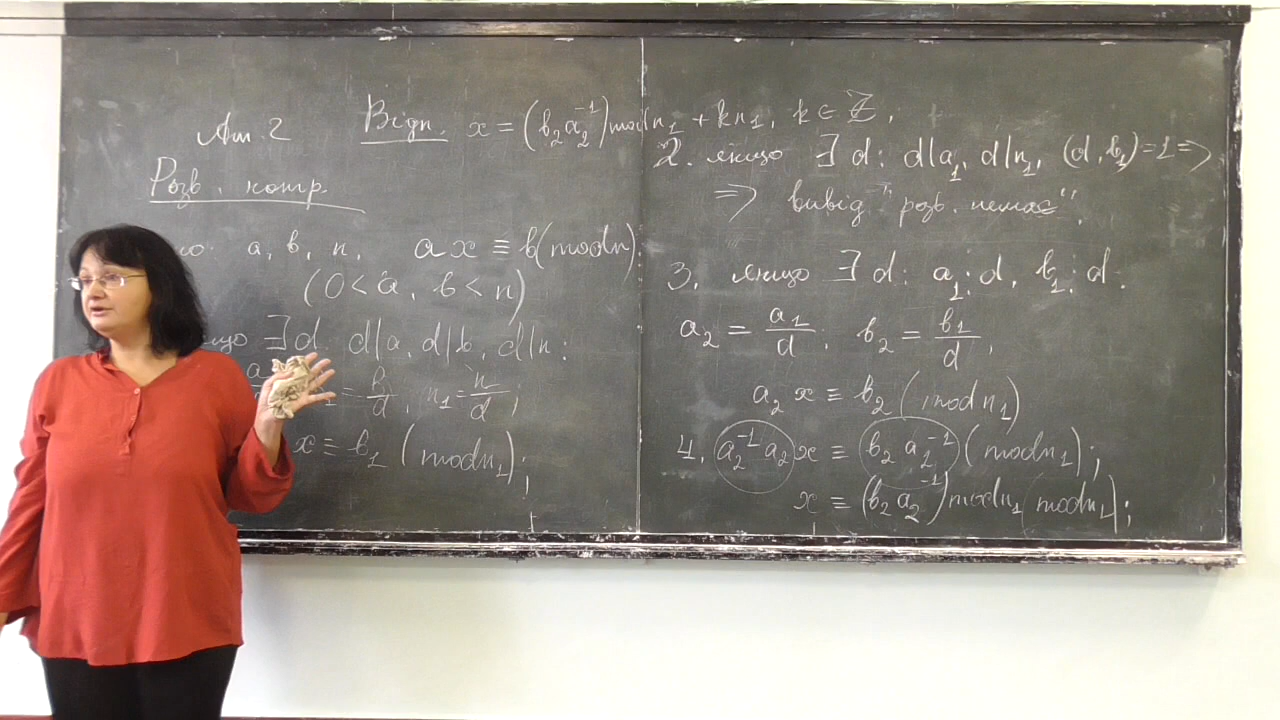 Алг. 2
Відп. x = (b₂a₂⁻¹) mod n₁ + kn₁, k ∈ ℤ.
Розв. контр.
a, b, n. ax ≡ b (mod n).
(0 < a, b < n)
∃ d: d|a, d|b, d|n:
= b/d, n₁ = n/d;
x ≡ b₁ (mod n₁);
2. якщо ∃ d: d|a₁, d|n₁, (d, b₁) = 1 ⇒
⇒ вивід "розв. немає".
3. якщо ∃ d: a₁⋮d, b₁⋮d:
a₂ = a₁/d; b₂ = b₁/d.
a₂x ≡ b₂ (mod n₁)
4. a₂⁻¹a₂x ≡ b₂a₂⁻¹ (mod n₁);
x ≡ (b₂a₂⁻¹) mod n₁ (mod n₁);